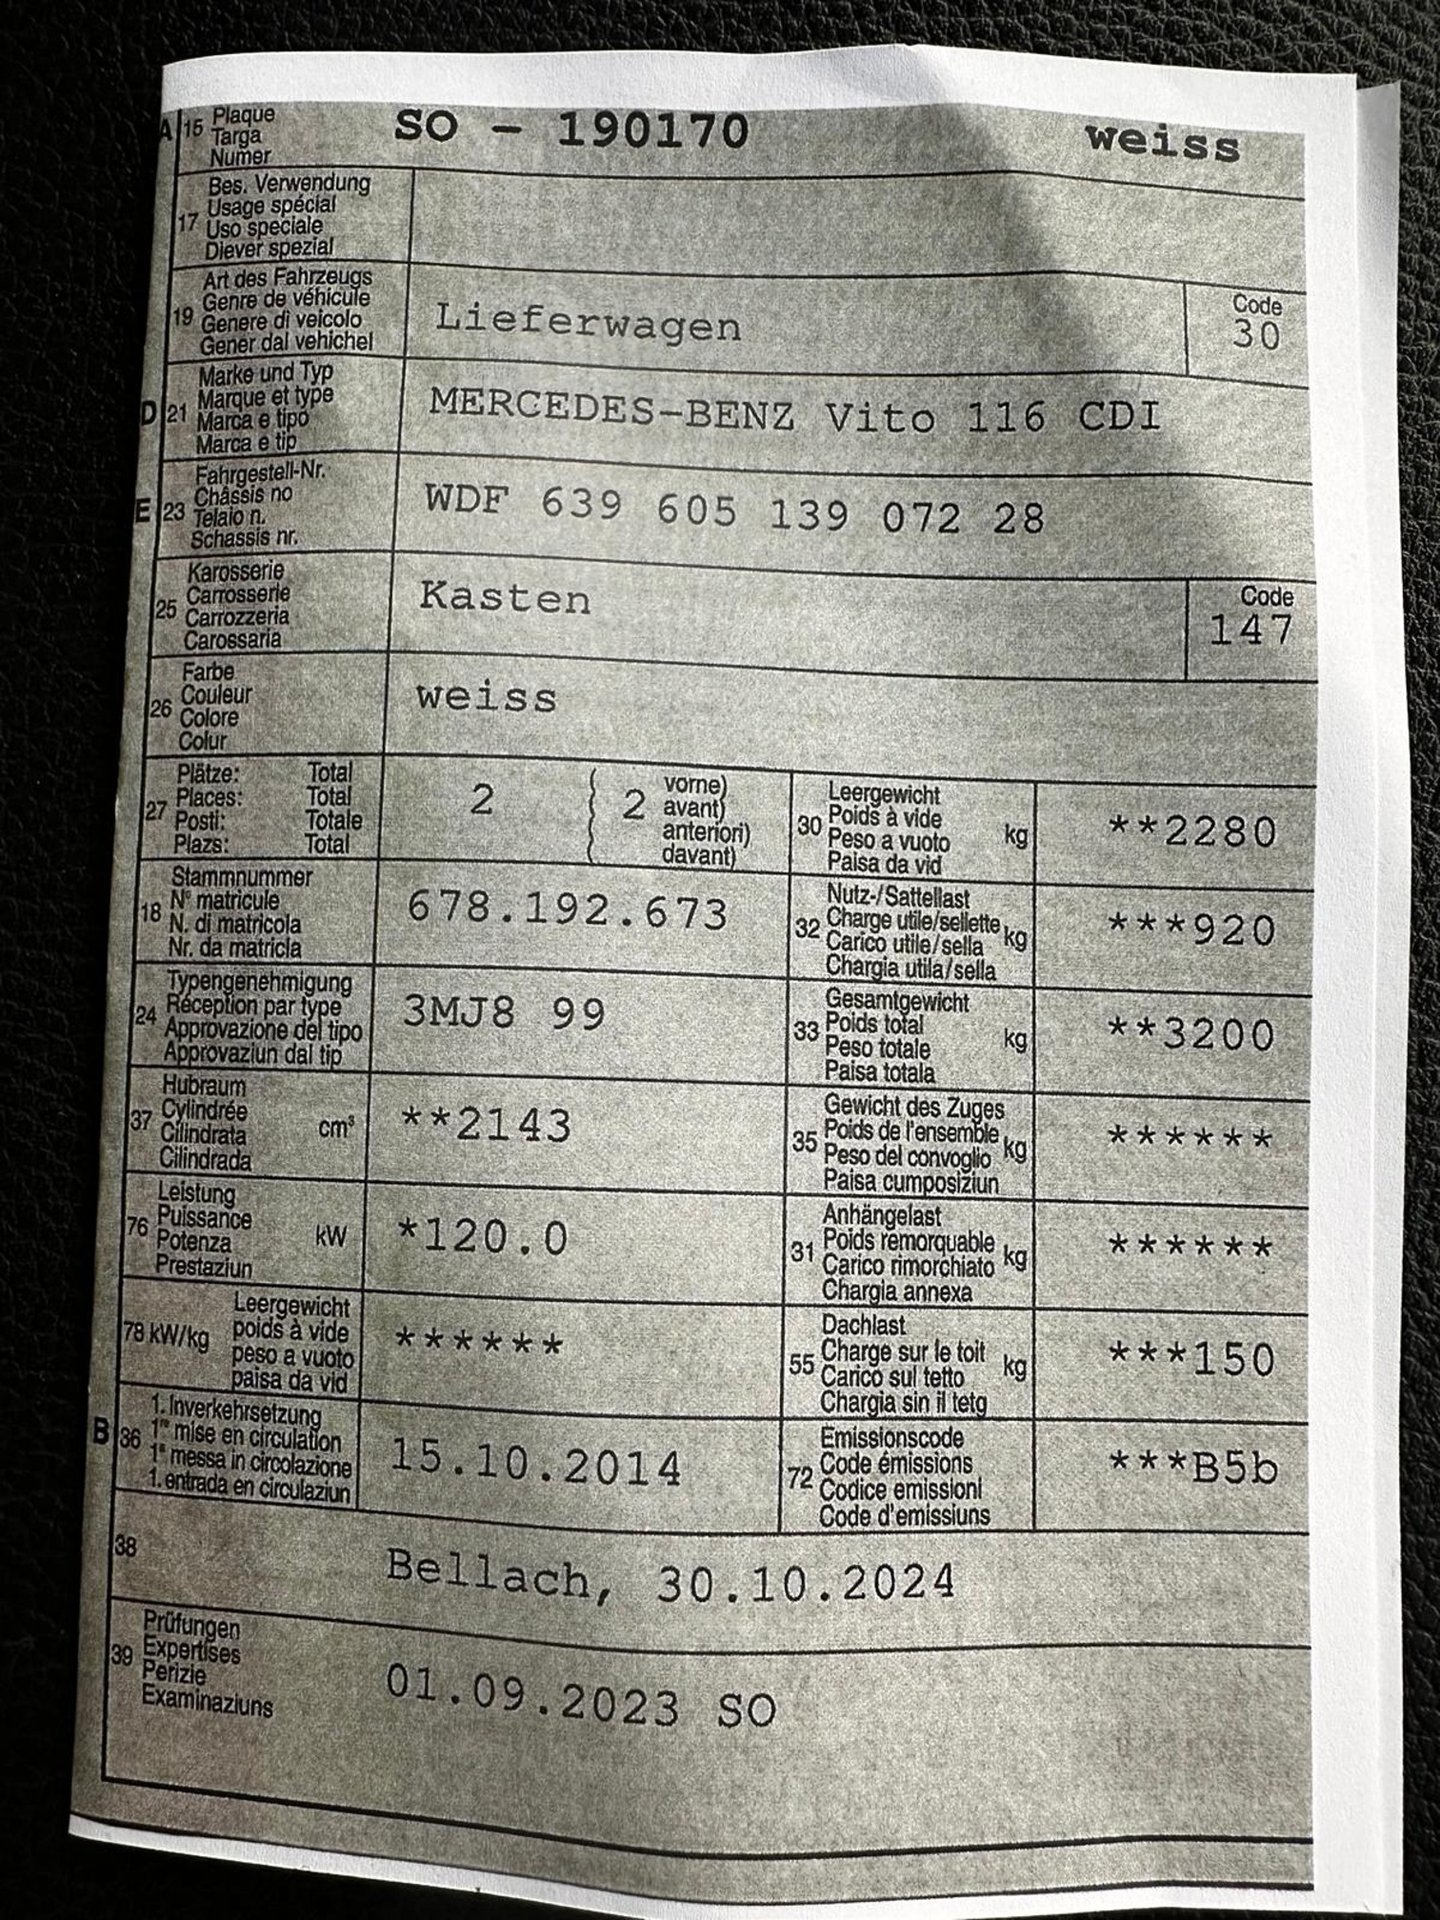 A 15 Plaque
Targa
Numer
SO - 190170 weiss
17 Bes. Verwendung
Usage spécial
Uso speciale
Diever spezial
19 Art des Fahrzeugs
Genre de véhicule
Genere di veicolo
Gener dal vehichel
Lieferwagen
Code
30
D 21 Marke und Typ
Marque et type
Marca e tipo
Marca e tip
MERCEDES-BENZ Vito 116 CDI
E 23 Fahrgestell-Nr.
Châssis no
Telaio n.
Schassis nr.
WDF 639 605 139 072 28
25 Karosserie
Carrosserie
Carrozzeria
Carossaria
Kasten
Code
147
26 Farbe
Couleur
Colore
Colur
weiss
27 Plätze: Total
Places: Total
Posti: Totale
Plazs: Total
2 ( 2 vorne)
avant)
anteriori)
davant)
30 Leergewicht
Poids à vide
Peso a vuoto kg
Paisa da vid
**2280
18 Stammnummer
N° matricule
N. di matricola
Nr. da matricla
678.192.673
32 Nutz-/Sattellast
Charge utile/sellette
Carico utile/sella kg
Chargia utila/sella
***920
24 Typengenehmigung
Réception par type
Approvazione del tipo
Approvaziun dal tip
3MJ8 99
33 Gesamtgewicht
Poids total
Peso totale kg
Paisa totala
**3200
37 Hubraum
Cylindrée
Cilindrata cm³
Cilindrada
**2143
35 Gewicht des Zuges
Poids de l'ensemble
Peso del convoglio kg
Paisa cumposiziun
******
76 Leistung
Puissance
Potenza kW
Prestaziun
*120.0
31 Anhängelast
Poids remorquable
Carico rimorchiato kg
Chargia annexa
******
78 kW/kg Leergewicht
poids à vide
peso a vuoto
paisa da vid
******
55 Dachlast
Charge sur le toit
Carico sul tetto kg
Chargia sin il tetg
***150
B 36 1. Inverkehrsetzung
1re mise en circulation
1a messa in circolazione
1. entrada en circulaziun
15.10.2014
72 Emissionscode
Code émissions
Codice emissioni
Code d'emissiuns
***B5b
38
Bellach, 30.10.2024
39 Prüfungen
Expertises
Perizie
Examinaziuns
01.09.2023 SO